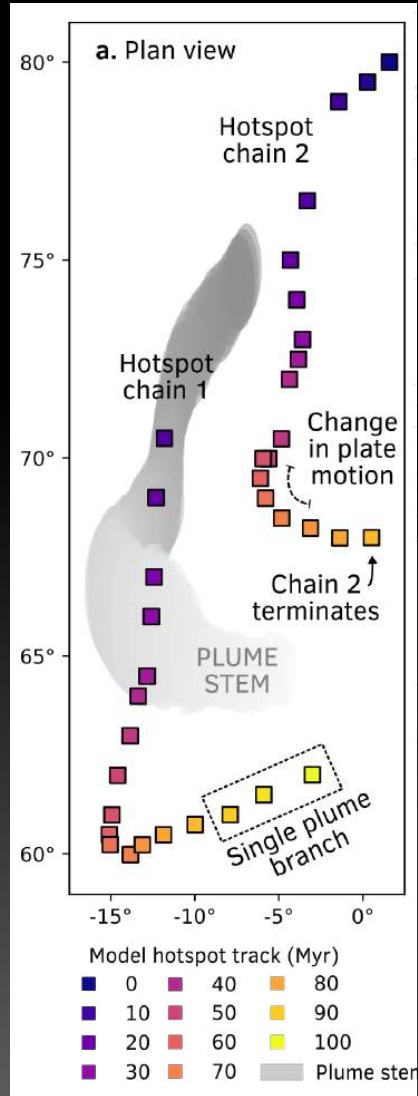 a. Plan view
80°
Hotspot
chain 2
75°
Hotspot
chain 1
Change
in plate
motion
70°
Chain 2
terminates
PLUME
STEM
65°
Single plume
branch
60°
-15° -10° -5° 0°
Model hotspot track (Myr)
0 40 80
10 50 90
20 60 100
30 70 Plume sten